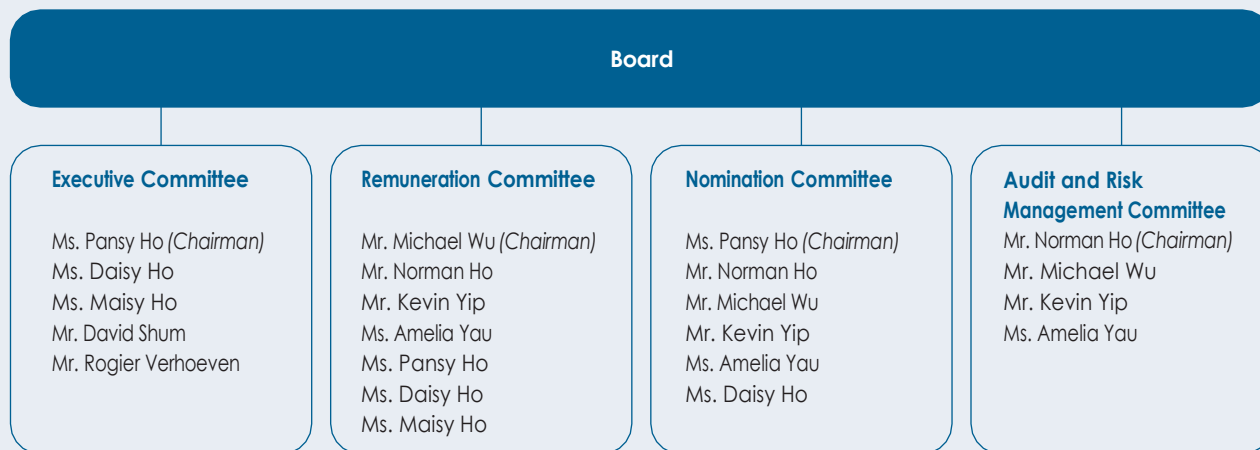 Board
Executive Committee
Ms. Pansy Ho (Chairman)
Ms. Daisy Ho
Ms. Maisy Ho
Mr. David Shum
Mr. Rogier Verhoeven
Remuneration Committee
Mr. Michael Wu (Chairman)
Mr. Norman Ho
Mr. Kevin Yip
Ms. Amelia Yau
Ms. Pansy Ho
Ms. Daisy Ho
Ms. Maisy Ho
Nomination Committee
Ms. Pansy Ho (Chairman)
Mr. Norman Ho
Mr. Michael Wu
Mr. Kevin Yip
Ms. Amelia Yau
Ms. Daisy Ho
Audit and Risk
Management Committee
Mr. Norman Ho (Chairman)
Mr. Michael Wu
Mr. Kevin Yip
Ms. Amelia Yau